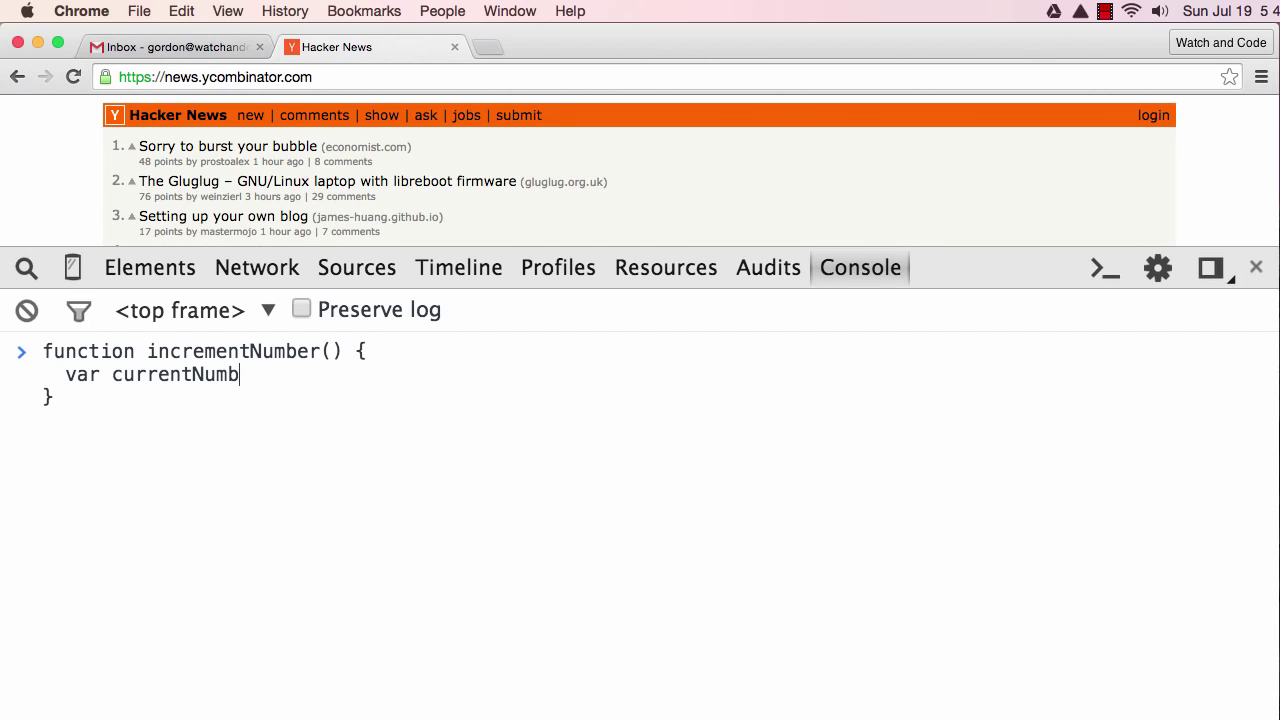 Chrome File Edit View History Bookmarks People Window Help Sun Jul 19 5 4
Inbox - gordon@watchand Hacker News Watch and Code
https://news.ycombinator.com
Y Hacker News new | comments | show | ask | jobs | submit login
1. Sorry to burst your bubble (economist.com)
48 points by prostoalex 1 hour ago | 8 comments
2. The Gluglug – GNU/Linux laptop with libreboot firmware (gluglug.org.uk)
76 points by weinzierl 3 hours ago | 29 comments
3. Setting up your own blog (james-huang.github.io)
17 points by mastermojo 1 hour ago | 7 comments
Elements Network Sources Timeline Profiles Resources Audits Console
<top frame> Preserve log
function incrementNumber() {
var currentNumb
}